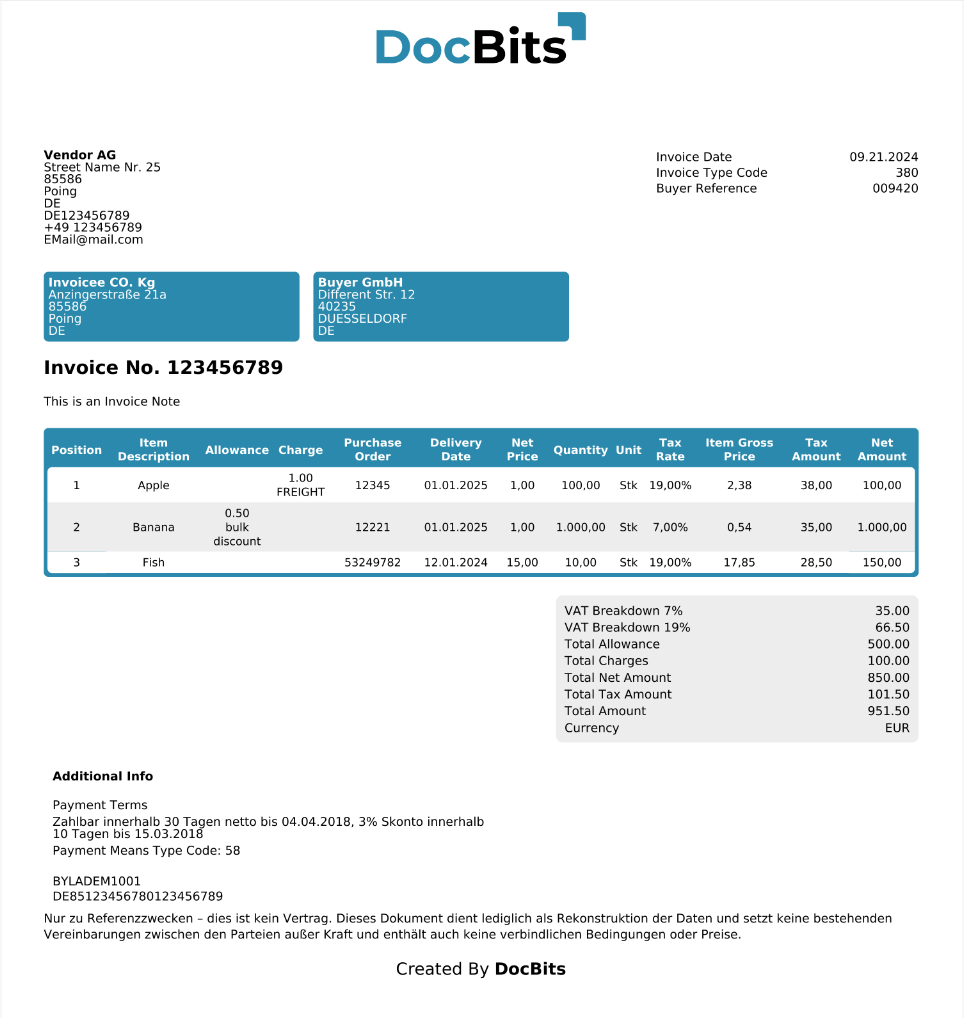 DocBits
Vendor AG
Street Name Nr. 25
85586
Poing
DE
DE123456789
+49 123456789
EMail@mail.com
Invoice Date 09.21.2024
Invoice Type Code 380
Buyer Reference 009420
Invoicee CO. Kg
Anzingerstraße 21a
85586
Poing
DE
Buyer GmbH
Different Str. 12
40235
DUESSELDORF
DE
Invoice No. 123456789
This is an Invoice Note
Position Item Description Allowance Charge Purchase Order Delivery Date Net Price Quantity Unit Tax Rate Item Gross Price Tax Amount Net Amount
1 Apple 1.00 FREIGHT 12345 01.01.2025 1,00 100,00 Stk 19,00% 2,38 38,00 100,00
2 Banana 0.50 bulk discount 12221 01.01.2025 1,00 1.000,00 Stk 7,00% 0,54 35,00 1.000,00
3 Fish 53249782 12.01.2024 15,00 10,00 Stk 19,00% 17,85 28,50 150,00
VAT Breakdown 7% 35.00
VAT Breakdown 19% 66.50
Total Allowance 500.00
Total Charges 100.00
Total Net Amount 850.00
Total Tax Amount 101.50
Total Amount 951.50
Currency EUR
Additional Info
Payment Terms
Zahlbar innerhalb 30 Tagen netto bis 04.04.2018, 3% Skonto innerhalb
10 Tagen bis 15.03.2018
Payment Means Type Code: 58
BYLADEM1001
DE85123456780123456789
Nur zu Referenzzwecken – dies ist kein Vertrag. Dieses Dokument dient lediglich als Rekonstruktion der Daten und setzt keine bestehenden
Vereinbarungen zwischen den Parteien außer Kraft und enthält auch keine verbindlichen Bedingungen oder Preise.
Created By DocBits